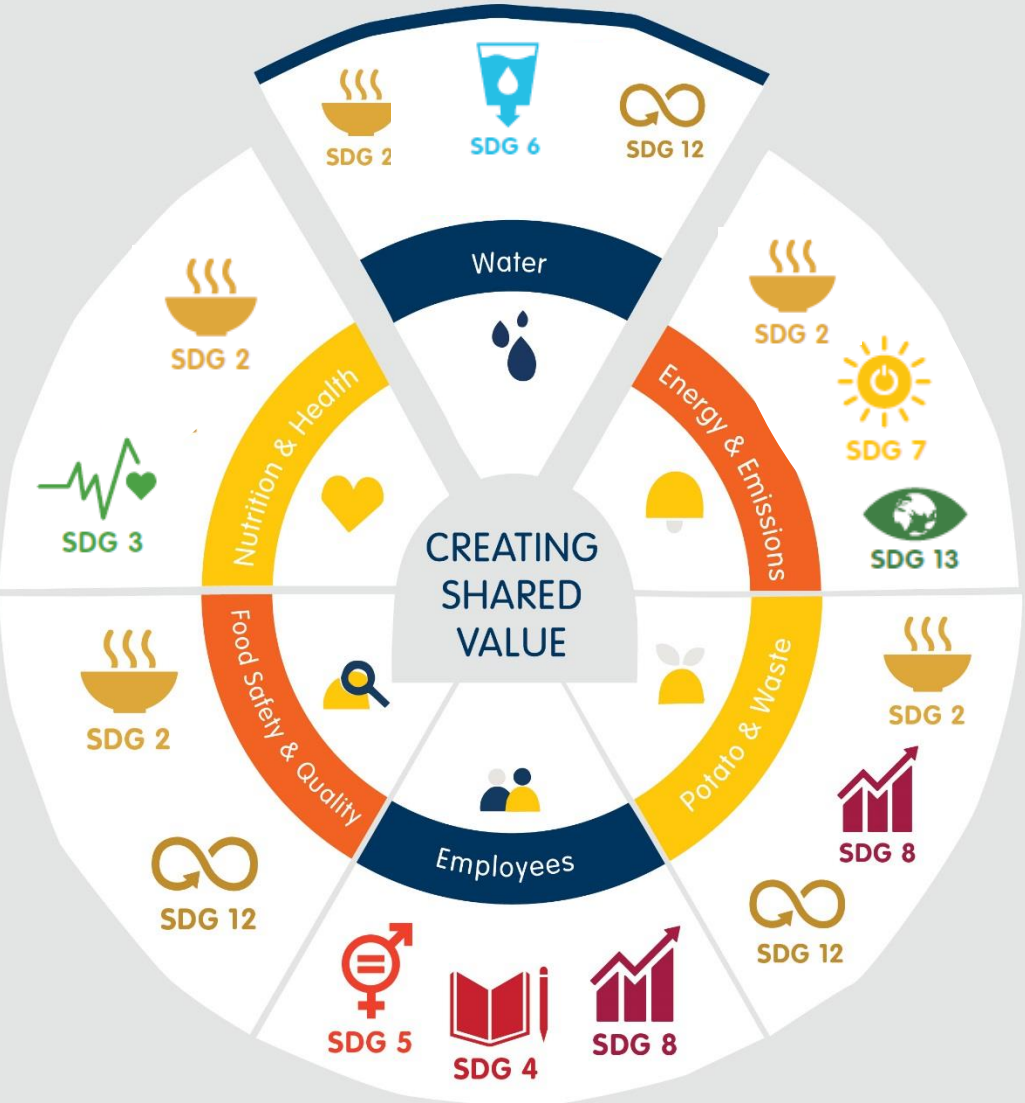 SDG 2
SDG 6
SDG 12
Water
SDG 2
SDG 7
SDG 13
Energy & Emissions
SDG 2
SDG 8
SDG 12
Potato & Waste
Employees
SDG 5
SDG 4
SDG 8
Food Safety & Quality
SDG 2
SDG 12
Nutrition & Health
SDG 2
SDG 3
CREATING
SHARED
VALUE